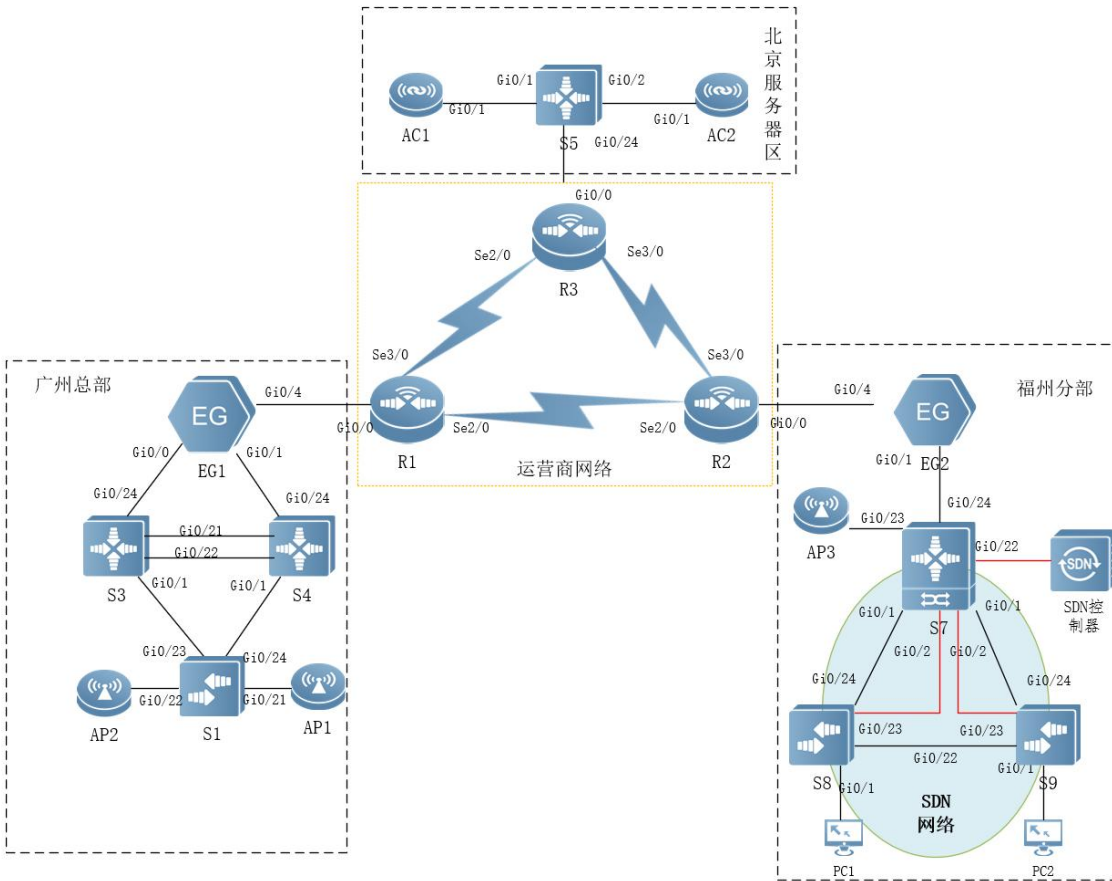 北京服务器区
Gi0/1
Gi0/2
Gi0/1
Gi0/1
AC1
AC2
S5
Gi0/24
Gi0/0
Se2/0
Se3/0
R3
Se3/0
Se3/0
广州总部
福州分部
EG
Gi0/4
Gi0/4
EG
Gi0/0
Gi0/1
Gi0/0
Se2/0
Se2/0
Gi0/0
EG1
R1
运营商网络
R2
Gi0/1
EG2
Gi0/24
Gi0/24
Gi0/24
Gi0/21
Gi0/22
Gi0/23
AP3
Gi0/22
SDN
Gi0/1
Gi0/1
S3
S4
SDN控
制器
Gi0/1
S7
Gi0/1
Gi0/2
Gi0/2
Gi0/23
Gi0/24
Gi0/22
Gi0/21
AP2
S1
AP1
Gi0/24
Gi0/24
Gi0/23
Gi0/23
Gi0/22
Gi0/1
S8
Gi0/1
S9
SDN
网络
PC1
PC2